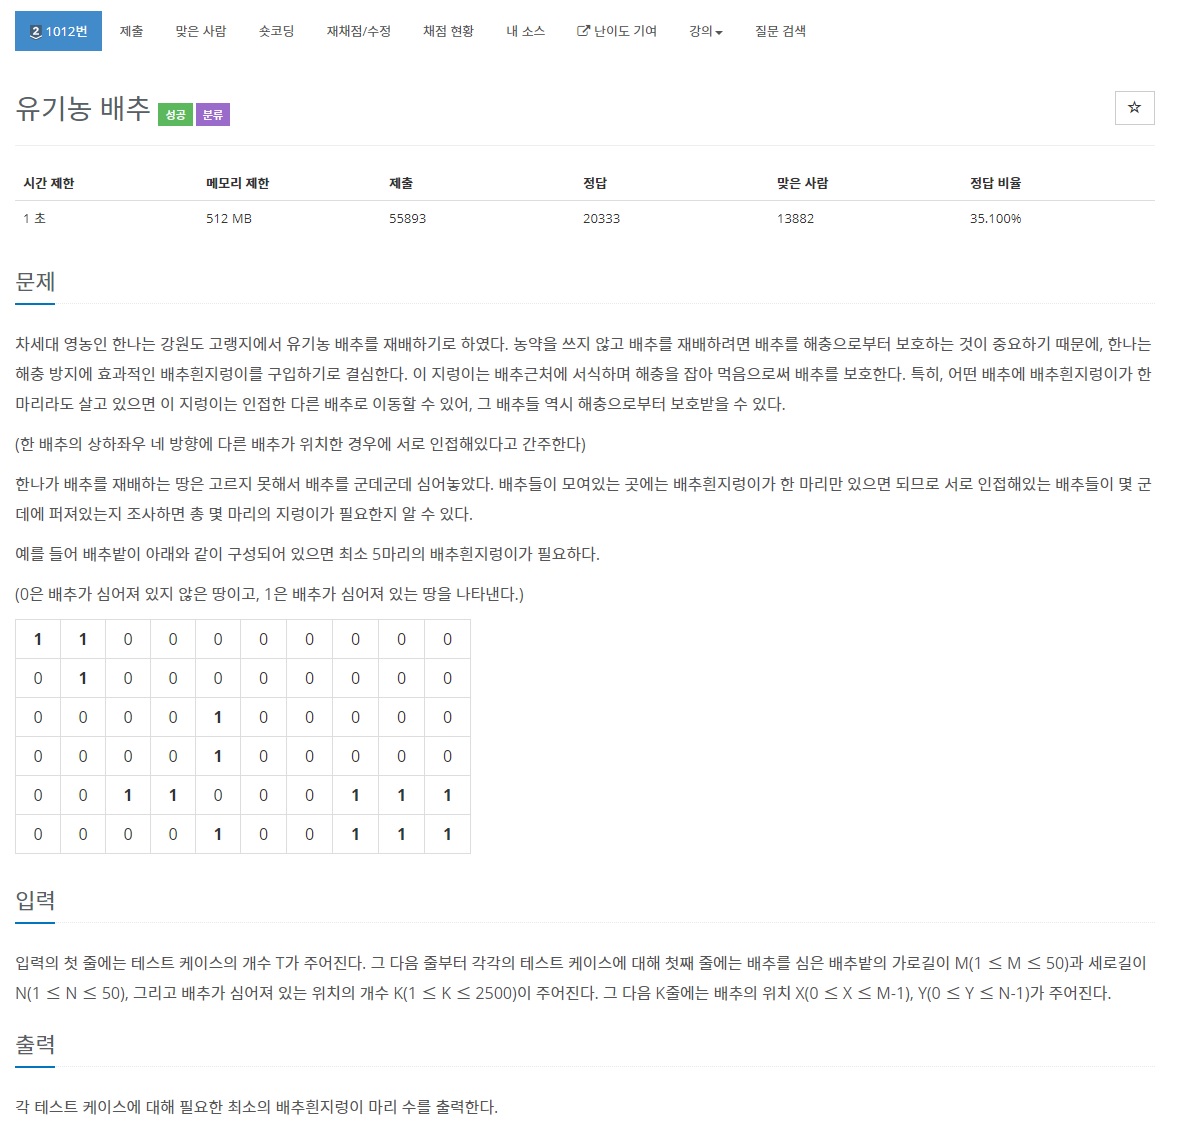 2 1012번 제출 맞은 사람 숏코딩 재채점/수정 채점 현황 내 소스 난이도 기여 강의 질문 검색
유기농 배추 성공 분류
시간 제한 메모리 제한 제출 정답 맞은 사람 정답 비율
1 초 512 MB 55893 20333 13882 35.100%
문제
차세대 영농인 한나는 강원도 고랭지에서 유기농 배추를 재배하기로 하였다. 농약을 쓰지 않고 배추를 재배하려면 배추를 해충으로부터 보호하는 것이 중요하기 때문에, 한나는
해충 방지에 효과적인 배추흰지렁이를 구입하기로 결심한다. 이 지렁이는 배추근처에 서식하며 해충을 잡아 먹음으로써 배추를 보호한다. 특히, 어떤 배추에 배추흰지렁이가 한
마리라도 살고 있으면 이 지렁이는 인접한 다른 배추로 이동할 수 있어, 그 배추들 역시 해충으로부터 보호받을 수 있다.
(한 배추의 상하좌우 네 방향에 다른 배추가 위치한 경우에 서로 인접해있다고 간주한다)
한나가 배추를 재배하는 땅은 고르지 못해서 배추를 군데군데 심어놓았다. 배추들이 모여있는 곳에는 배추흰지렁이가 한 마리만 있으면 되므로 서로 인접해있는 배추들이 몇 군
데에 퍼져있는지 조사하면 총 몇 마리의 지렁이가 필요한지 알 수 있다.
예를 들어 배추밭이 아래와 같이 구성되어 있으면 최소 5마리의 배추흰지렁이가 필요하다.
(0은 배추가 심어져 있지 않은 땅이고, 1은 배추가 심어져 있는 땅을 나타낸다.)
1 1 0 0 0 0 0 0 0 0
0 1 0 0 0 0 0 0 0 0
0 0 0 0 1 0 0 0 0 0
0 0 0 0 1 0 0 0 0 0
0 0 1 1 0 0 0 1 1 1
0 0 0 0 1 0 0 1 1 1
입력
입력의 첫 줄에는 테스트 케이스의 개수 T가 주어진다. 그 다음 줄부터 각각의 테스트 케이스에 대해 첫째 줄에는 배추를 심은 배추밭의 가로길이 M(1 ≤ M ≤ 50)과 세로길이
N(1 ≤ N ≤ 50), 그리고 배추가 심어져 있는 위치의 개수 K(1 ≤ K ≤ 2500)이 주어진다. 그 다음 K줄에는 배추의 위치 X(0 ≤ X ≤ M-1), Y(0 ≤ Y ≤ N-1)가 주어진다.
출력
각 테스트 케이스에 대해 필요한 최소의 배추흰지렁이 마리 수를 출력한다.